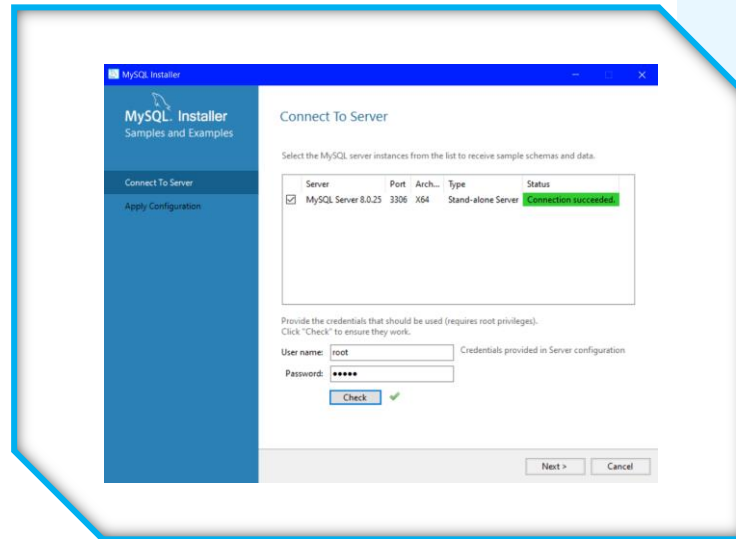 MySQL Installer
MySQL. Installer
Samples and Examples
Connect To Server
Apply Configuration
Connect To Server
Select the MySQL server instances from the list to receive sample schemas and data.
Server Port Arch... Type Status
MySQL Server 8.0.25 3306 X64 Stand-alone Server Connection succeeded.
Provide the credentials that should be used (requires root privileges).
Click "Check" to ensure they work.
User name: root Credentials provided in Server configuration
Password: •••••
Check
Next > Cancel